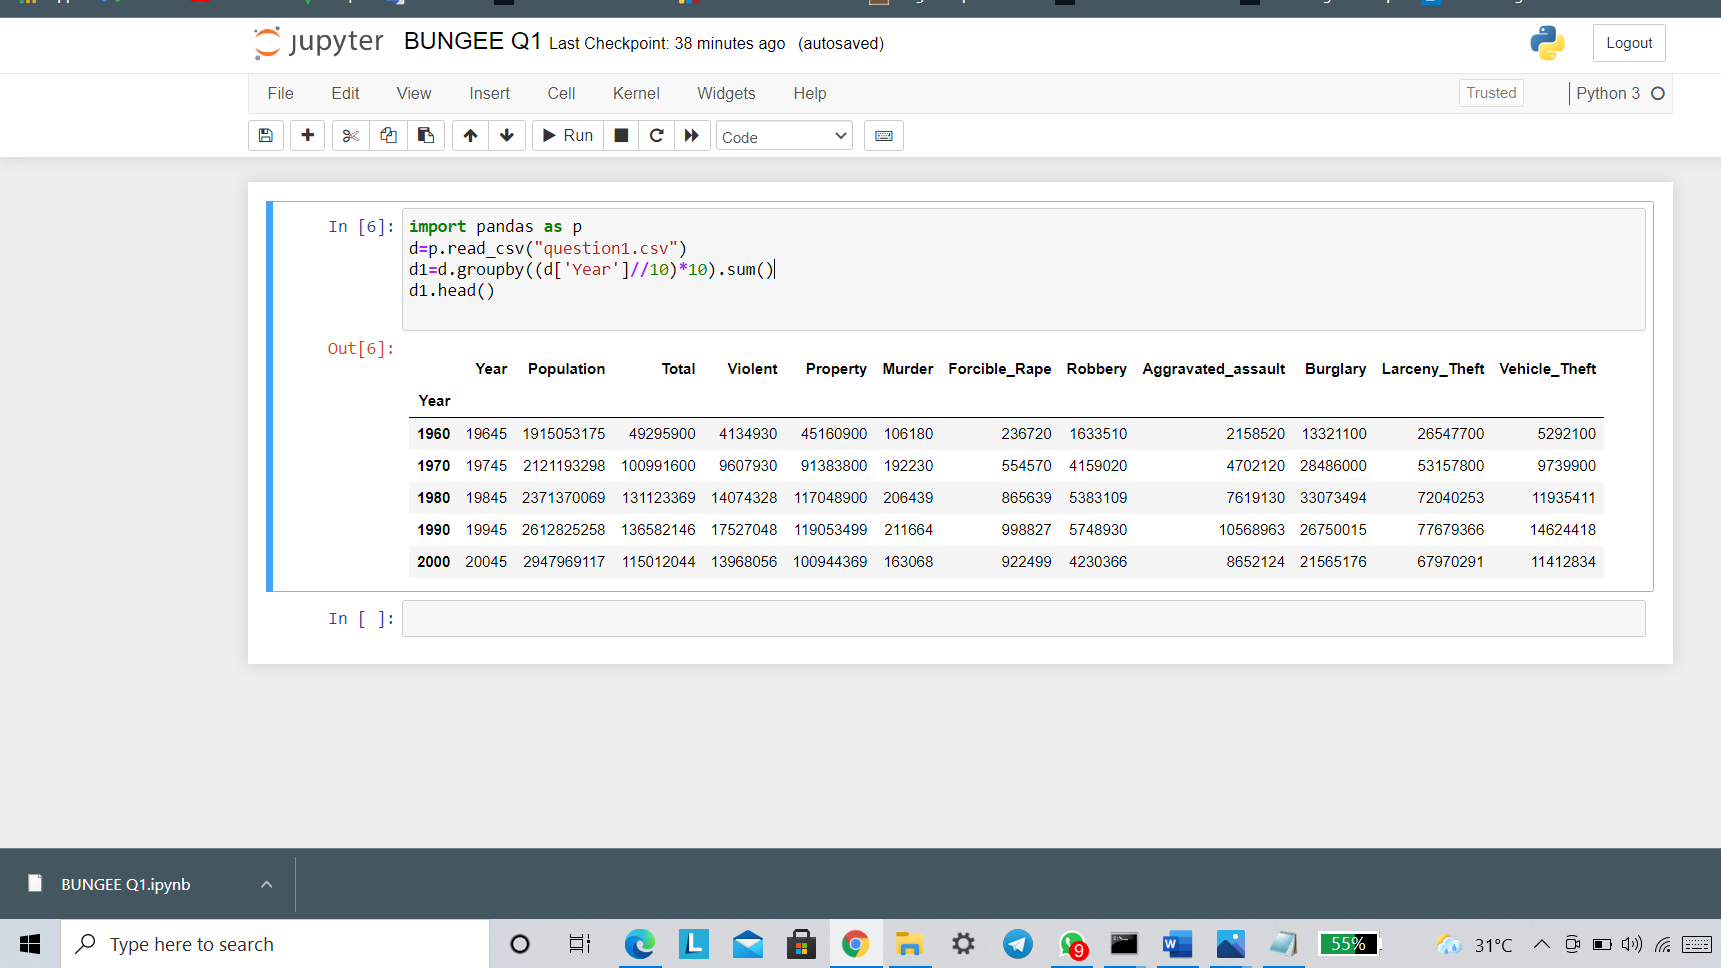 jupyter BUNGEE Q1 Last Checkpoint: 38 minutes ago (autosaved) Logout
File Edit View Insert Cell Kernel Widgets Help Trusted Python 3
Run Code
In [6]: import pandas as p
d=p.read_csv("question1.csv")
d1=d.groupby((d['Year']//10)*10).sum()
d1.head()
Out[6]:
Year Population Total Violent Property Murder Forcible_Rape Robbery Aggravated_assault Burglary Larceny_Theft Vehicle_Theft
Year
1960 19645 1915053175 49295900 4134930 45160900 106180 236720 1633510 2158520 13321100 26547700 5292100
1970 19745 2121193298 100991600 9607930 91383800 192230 554570 4159020 4702120 28486000 53157800 9739900
1980 19845 2371370069 131123369 14074328 117048900 206439 865639 5383109 7619130 33073494 72040253 11935411
1990 19945 2612825258 136582146 17527048 119053499 211664 998827 5748930 10568963 26750015 77679366 14624418
2000 20045 2947969117 115012044 13968056 100944369 163068 922499 4230366 8652124 21565176 67970291 11412834
In [ ]:
BUNGEE Q1.ipynb
Type here to search L 9 W 55% 31°C